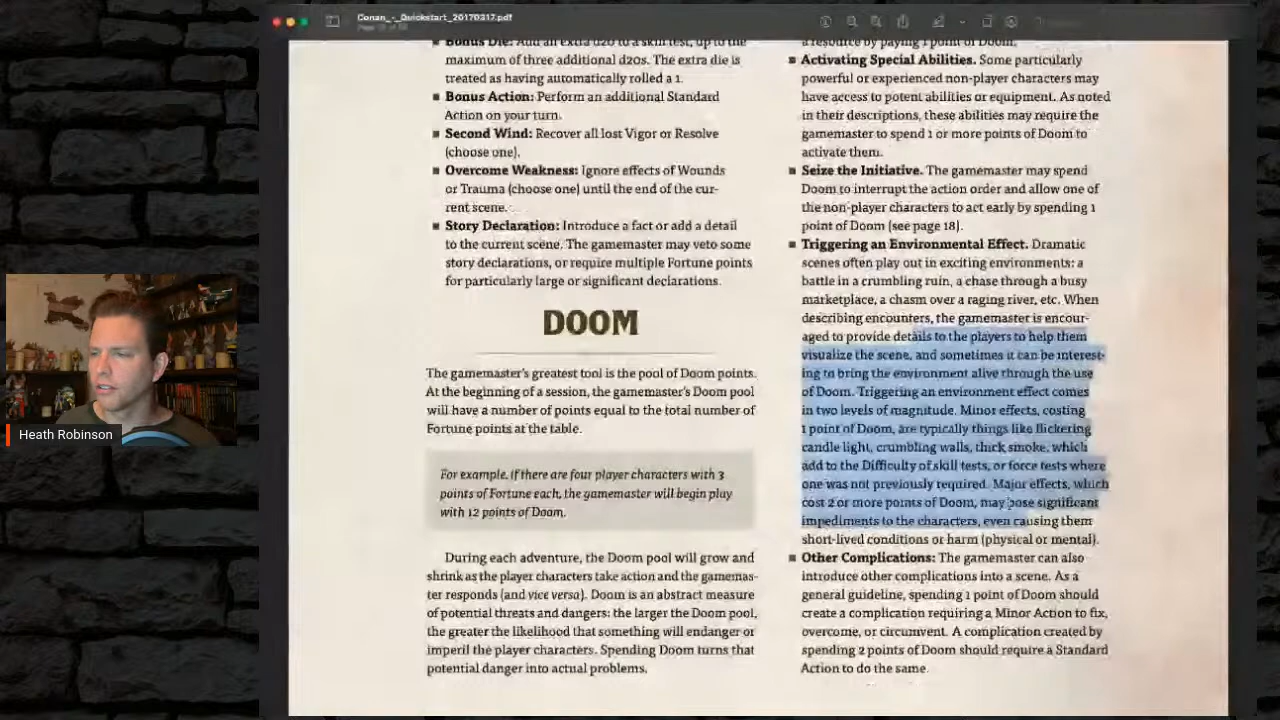 Conan_-_Quickstart_20170317.pdf
Bonus Die: Add an extra d20 to a skill test, up to the
maximum of three additional d20s. The extra die is
treated as having automatically rolled a 1.
■ Bonus Action: Perform an additional Standard
Action on your turn.
■ Second Wind: Recover all lost Vigor or Resolve
(choose one).
■ Overcome Weakness: Ignore effects of Wounds
or Trauma (choose one) until the end of the cur-
rent scene.
■ Story Declaration: Introduce a fact or add a detail
to the current scene. The gamemaster may veto some
story declarations, or require multiple Fortune points
for particularly large or significant declarations.
DOOM
The gamemaster's greatest tool is the pool of Doom points.
At the beginning of a session, the gamemaster's Doom pool
will have a number of points equal to the total number of
Fortune points at the table.
For example, if there are four player characters with 3
points of Fortune each, the gamemaster will begin play
with 12 points of Doom.
During each adventure, the Doom pool will grow and
shrink as the player characters take action and the gamemas-
ter responds (and vice versa). Doom is an abstract measure
of potential threats and dangers: the larger the Doom pool,
the greater the likelihood that something will endanger or
imperil the player characters. Spending Doom turns that
potential danger into actual problems.
a resource by paying 1 point of Doom.
■ Activating Special Abilities. Some particularly
powerful or experienced non-player characters may
have access to potent abilities or equipment. As noted
in their descriptions, these abilities may require the
gamemaster to spend 1 or more points of Doom to
activate them.
■ Seize the Initiative. The gamemaster may spend
Doom to interrupt the action order and allow one of
the non-player characters to act early by spending 1
point of Doom (see page 18).
■ Triggering an Environmental Effect. Dramatic
scenes often play out in exciting environments: a
battle in a crumbling ruin, a chase through a busy
marketplace, a chasm over a raging river, etc. When
describing encounters, the gamemaster is encour-
aged to provide details to the players to help them
visualize the scene, and sometimes it can be interest-
ing to bring the environment alive through the use
of Doom. Triggering an environment effect comes
in two levels of magnitude. Minor effects, costing
1 point of Doom, are typically things like flickering
candle light, crumbling walls, thick smoke, which
add to the Difficulty of skill tests, or force tests where
one was not previously required. Major effects, which
cost 2 or more points of Doom, may pose significant
impediments to the characters, even causing them
short-lived conditions or harm (physical or mental).
■ Other Complications: The gamemaster can also
introduce other complications into a scene. As a
general guideline, spending 1 point of Doom should
create a complication requiring a Minor Action to fix,
overcome, or circumvent. A complication created by
spending 2 points of Doom should require a Standard
Action to do the same.
Heath Robinson